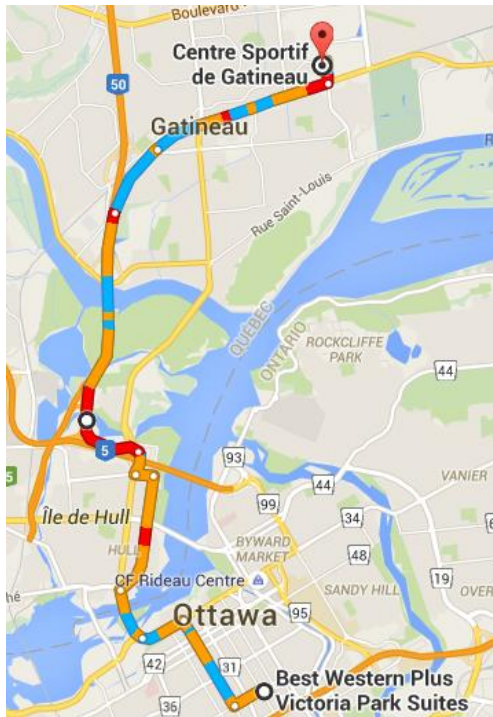 Boulevard
Centre Sportif
de Gatineau
50
Gatineau
Rue Saint-Louis
QUEBEC
ONTARIO
ROCKCLIFFE
PARK
44
5
93
44
VANIER
5
99
Île de Hull
34
BYWARD
MARKET
HULL
48
19
CF Rideau Centre
SANDY HILL
OVER
Ottawa
95
42
31
Best Western Plus
Victoria Park Suites
36